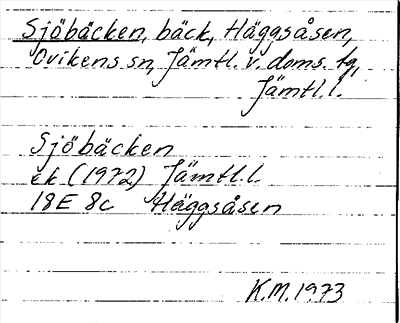 Sjöbäcken, bäck, Häggsåsen,
Ovikens sn, Jämtl. v. doms. tg,
Jämtl. l.
Sjöbäcken
ek (1972) Jämtl. l.
18E 8c Häggsåsen
K.M. 1973